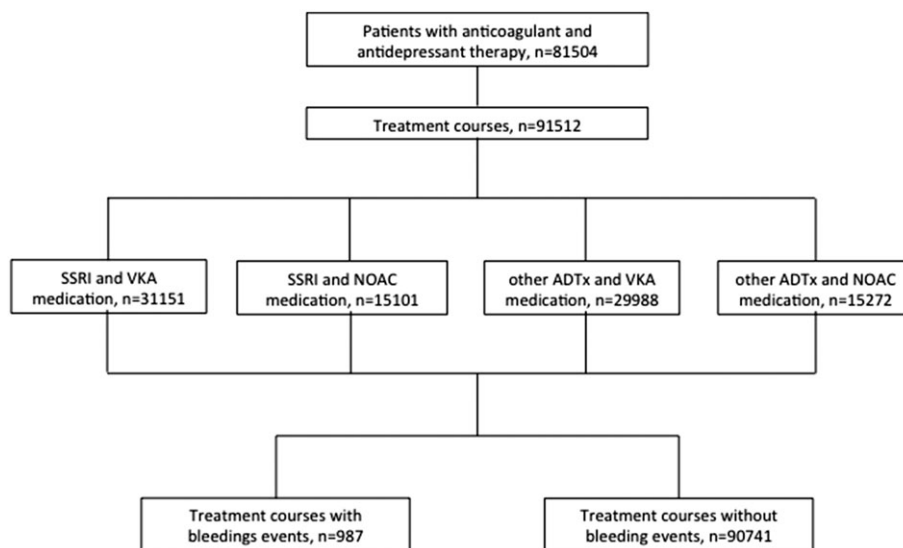 Patients with anticoagulant and
antidepressant therapy, n=81504
Treatment courses, n=91512
SSRI and VKA
medication, n=31151
SSRI and NOAC
medication, n=15101
other ADTx and VKA
medication, n=29988
other ADTx and NOAC
medication, n=15272
Treatment courses with
bleedings events, n=987
Treatment courses without
bleeding events, n=90741